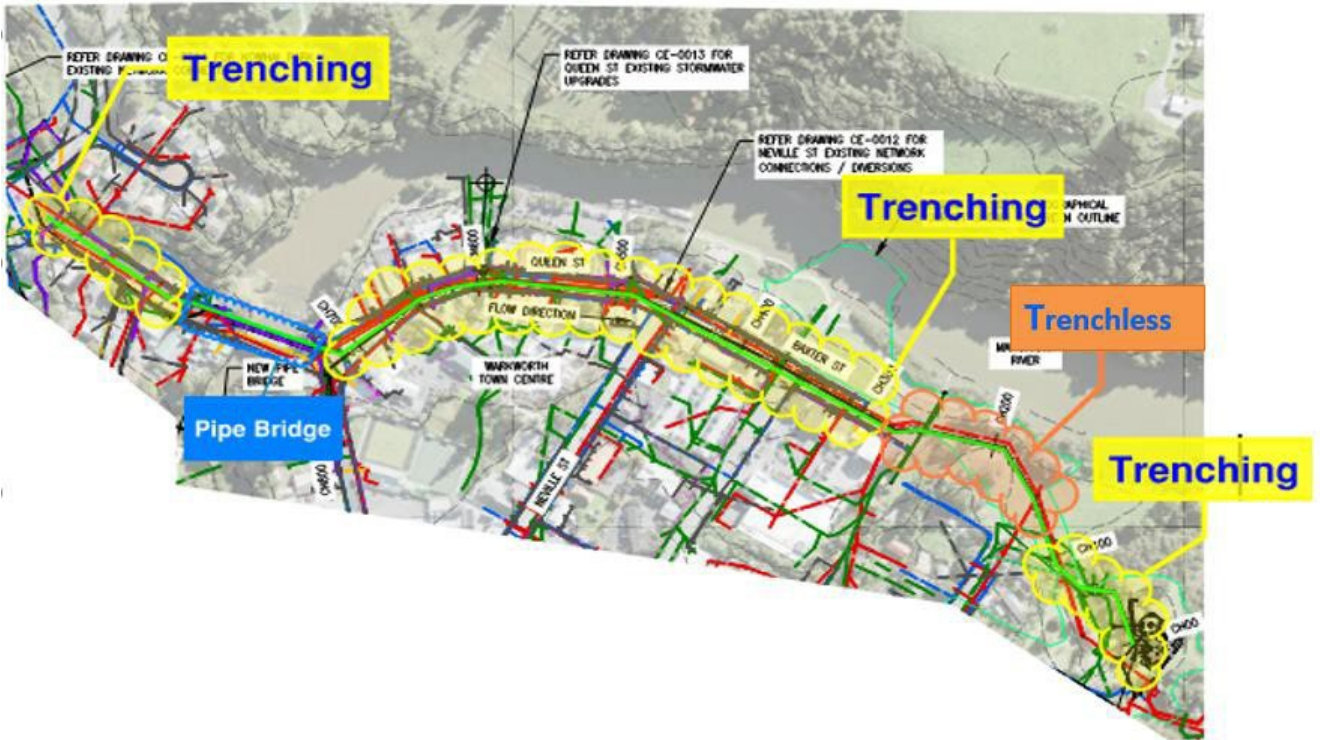 Trenching
REFER DRAWING
EXISTING
REFER DRAWING CE-0013 FOR
QUEEN ST EXISTING STORMWATER
UPGRADES
REFER DRAWING CE-0012 FOR
NEVILLE ST EXISTING NETWORK
CONNECTIONS / DIVERSIONS
Trenching
OUTLINE
QUEEN ST
FLOW DIRECTION
BAXTER ST
Trenchless
RIVER
WARKWORTH
TOWN CENTRE
NEW PIPE
BRIDGE
Pipe Bridge
NEVILLE ST
Trenching
CH100
CH00